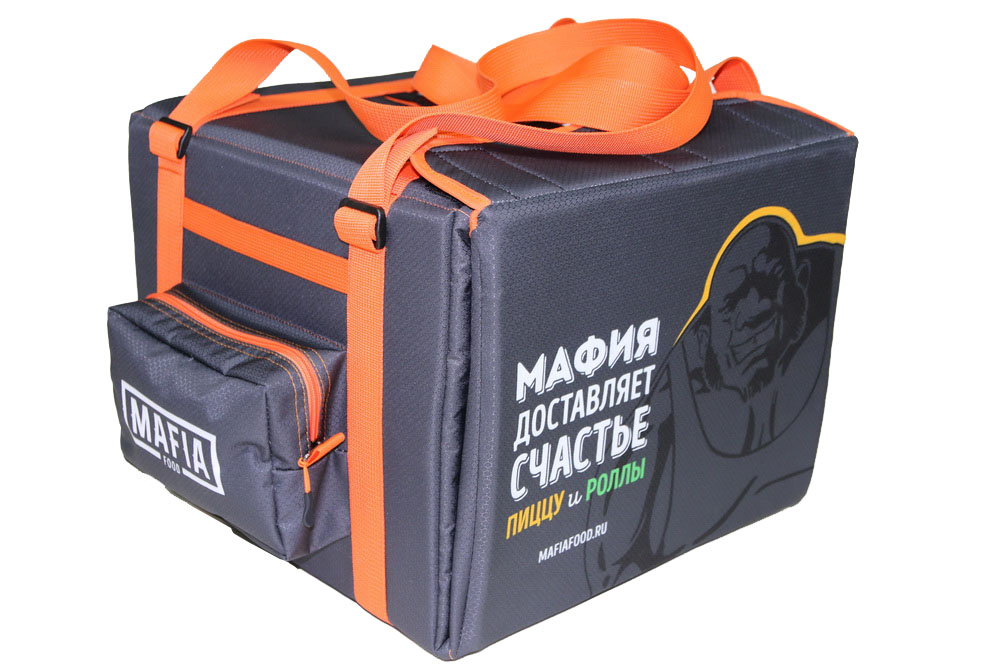 MAFIA
FOOD
МАФИЯ
ДОСТАВЛЯЕТ
СЧАСТЬЕ
ПИЦЦУ и РОЛЛЫ
MAFIAFOOD.RU